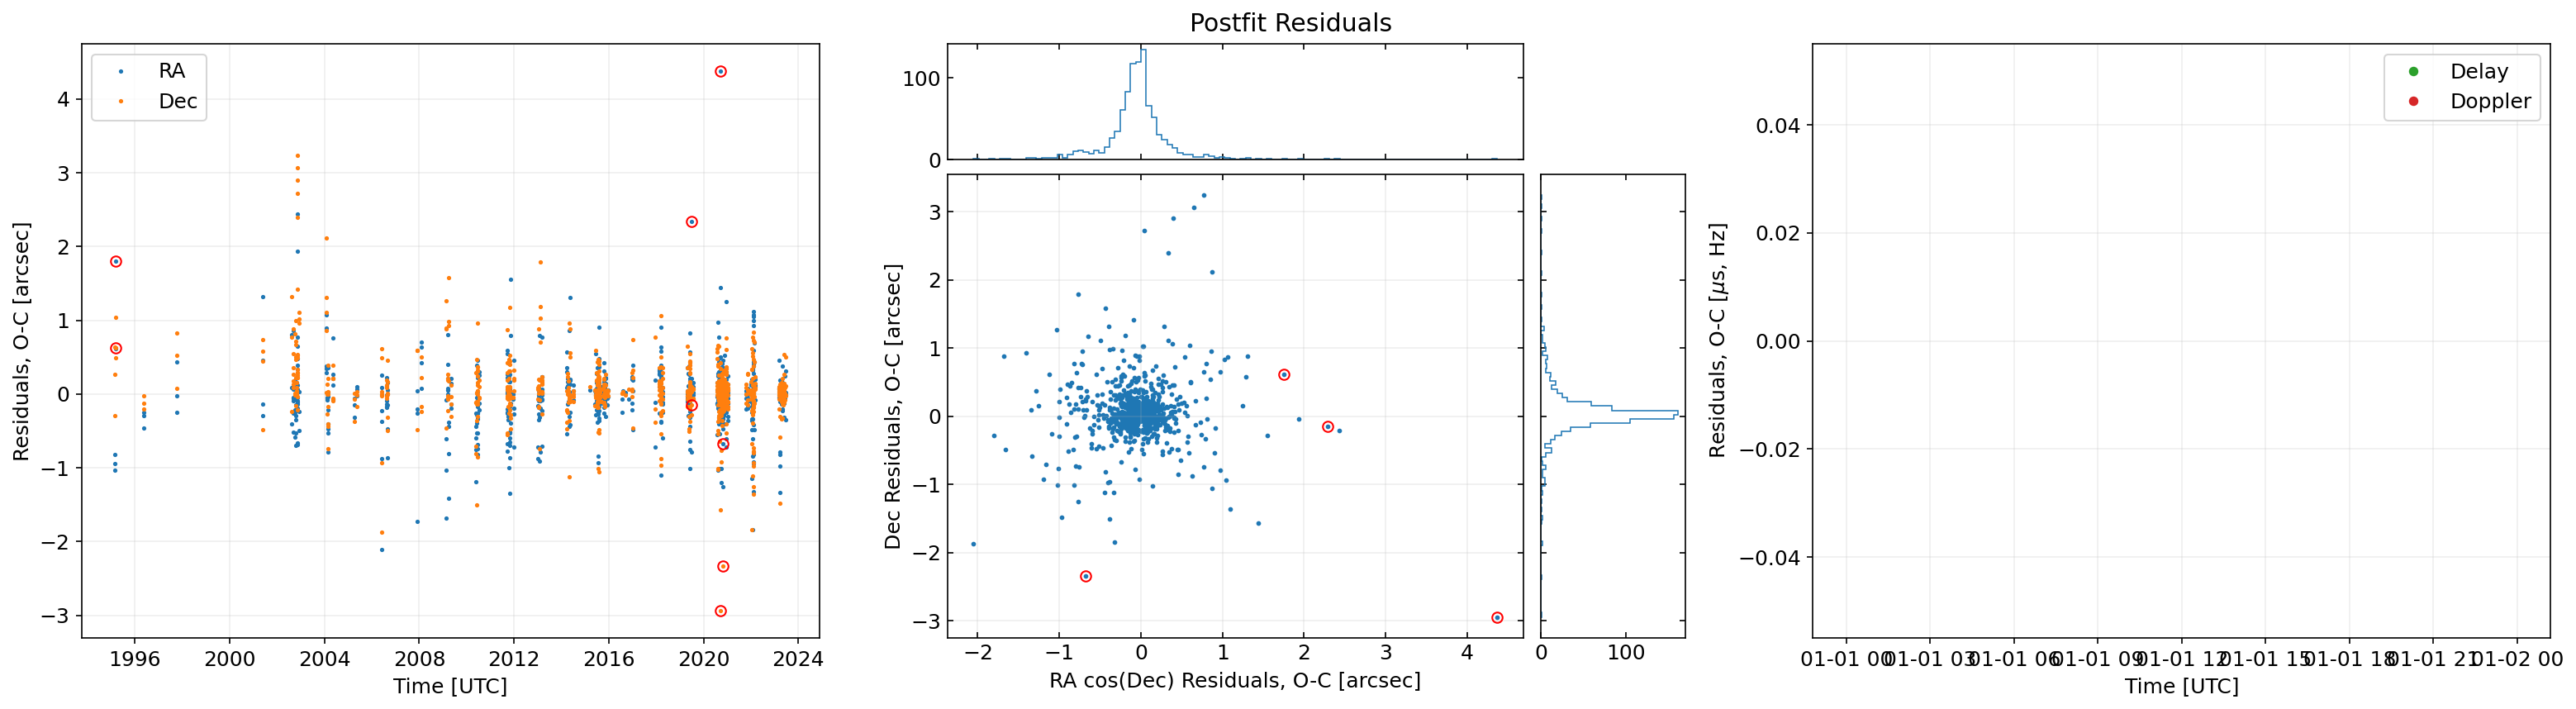 Postfit Residuals
RA
Dec
Residuals, O-C [arcsec]
4
3
2
1
0
−1
−2
−3
1996 2000 2004 2008 2012 2016 2020 2024
Time [UTC]
100
0
Dec Residuals, O-C [arcsec]
3
2
1
0
−1
−2
−3
−2 −1 0 1 2 3 4
RA cos(Dec) Residuals, O-C [arcsec]
0 100
Delay
Doppler
Residuals, O-C [μs, Hz]
0.04
0.02
0.00
−0.02
−0.04
01-01 00 01-01 03 01-01 06 01-01 09 01-01 12 01-01 15 01-01 18 01-01 21 01-02 00
Time [UTC]